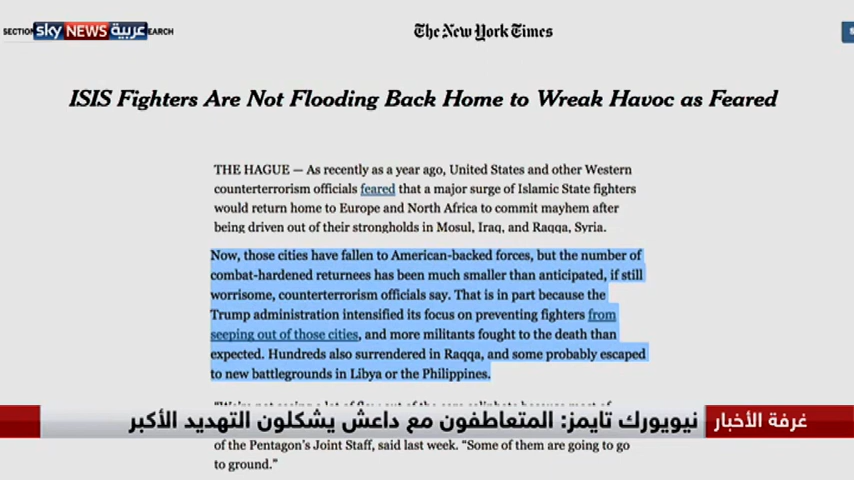 SECTION
sky NEWS عربية
EARCH
The New York Times
S
ISIS Fighters Are Not Flooding Back Home to Wreak Havoc as Feared
THE HAGUE — As recently as a year ago, United States and other Western
counterterrorism officials feared that a major surge of Islamic State fighters
would return home to Europe and North Africa to commit mayhem after
being driven out of their strongholds in Mosul, Iraq, and Raqqa, Syria.
Now, those cities have fallen to American-backed forces, but the number of
combat-hardened returnees has been much smaller than anticipated, if still
worrisome, counterterrorism officials say. That is in part because the
Trump administration intensified its focus on preventing fighters from
seeping out of those cities, and more militants fought to the death than
expected. Hundreds also surrendered in Raqqa, and some probably escaped
to new battlegrounds in Libya or the Philippines.
غرفة الأخبار
نيويورك تايمز: المتعاطفون مع داعش يشكلون التهديد الأكبر
of the Pentagon's Joint Staff, said last week. “Some of them are going to go
to ground.”